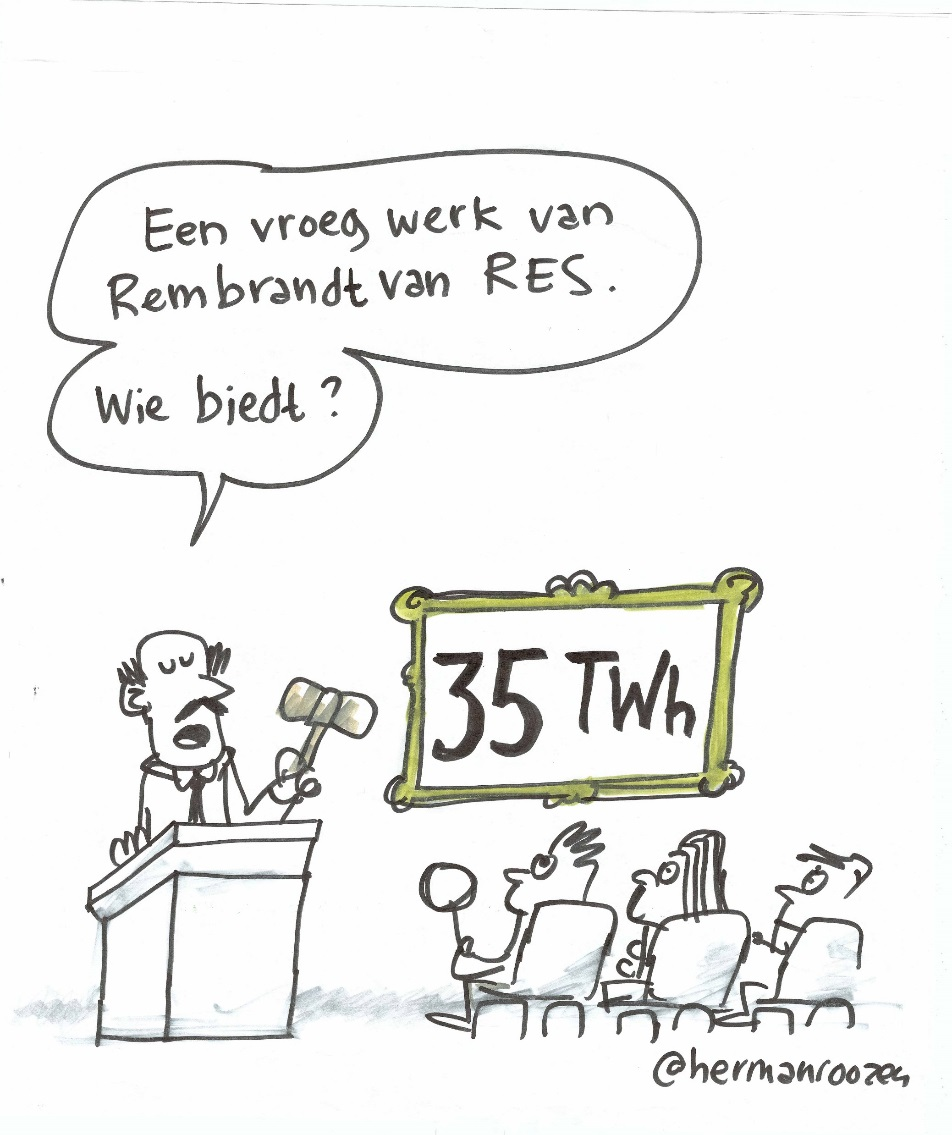 Een vroeg werk van
Rembrandt van RES.
Wie biedt?
35 TWh
@hermanroozen